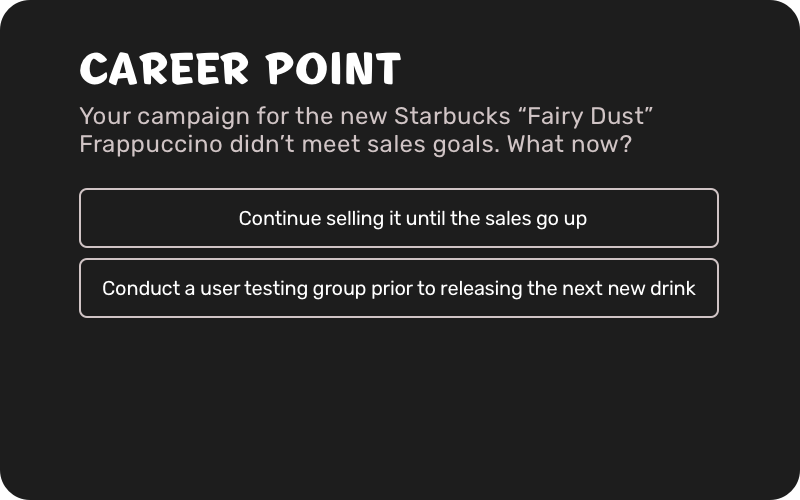 CAREER POINT
Your campaign for the new Starbucks “Fairy Dust”
Frappuccino didn’t meet sales goals. What now?
Continue selling it until the sales go up
Conduct a user testing group prior to releasing the next new drink